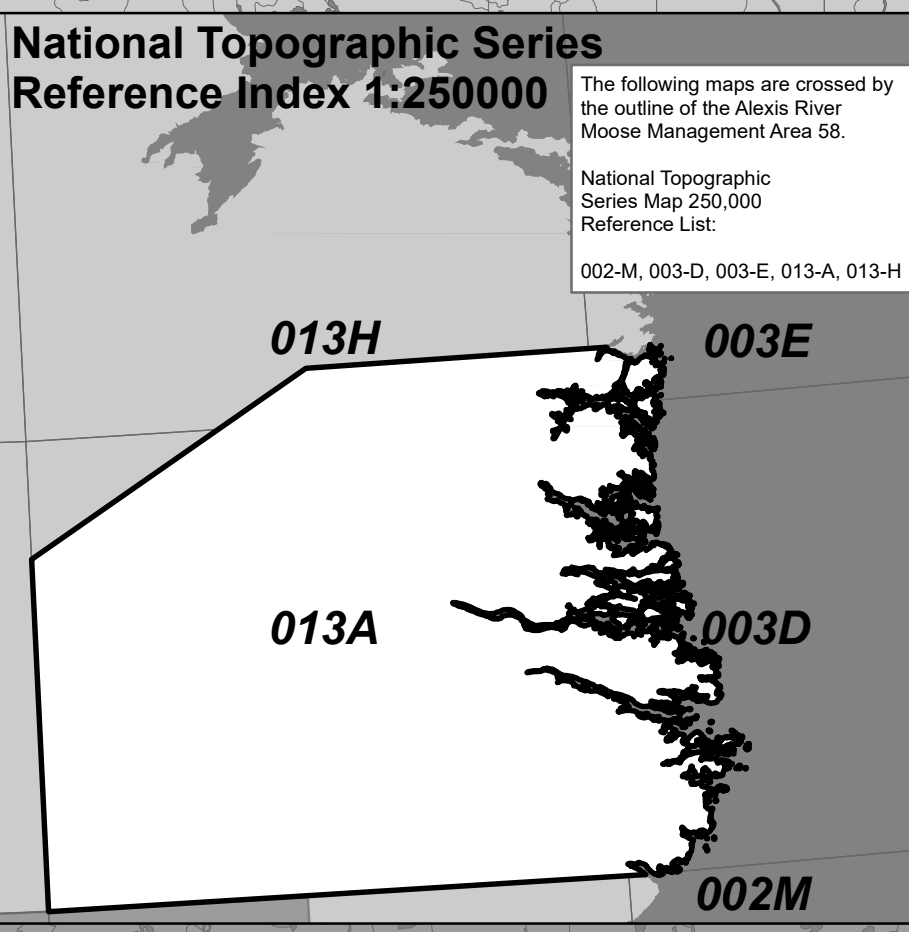 National Topographic Series
Reference Index 1:250000
The following maps are crossed by
the outline of the Alexis River
Moose Management Area 58.
National Topographic
Series Map 250,000
Reference List:
002-M, 003-D, 003-E, 013-A, 013-H
013H
003E
013A
003D
002M